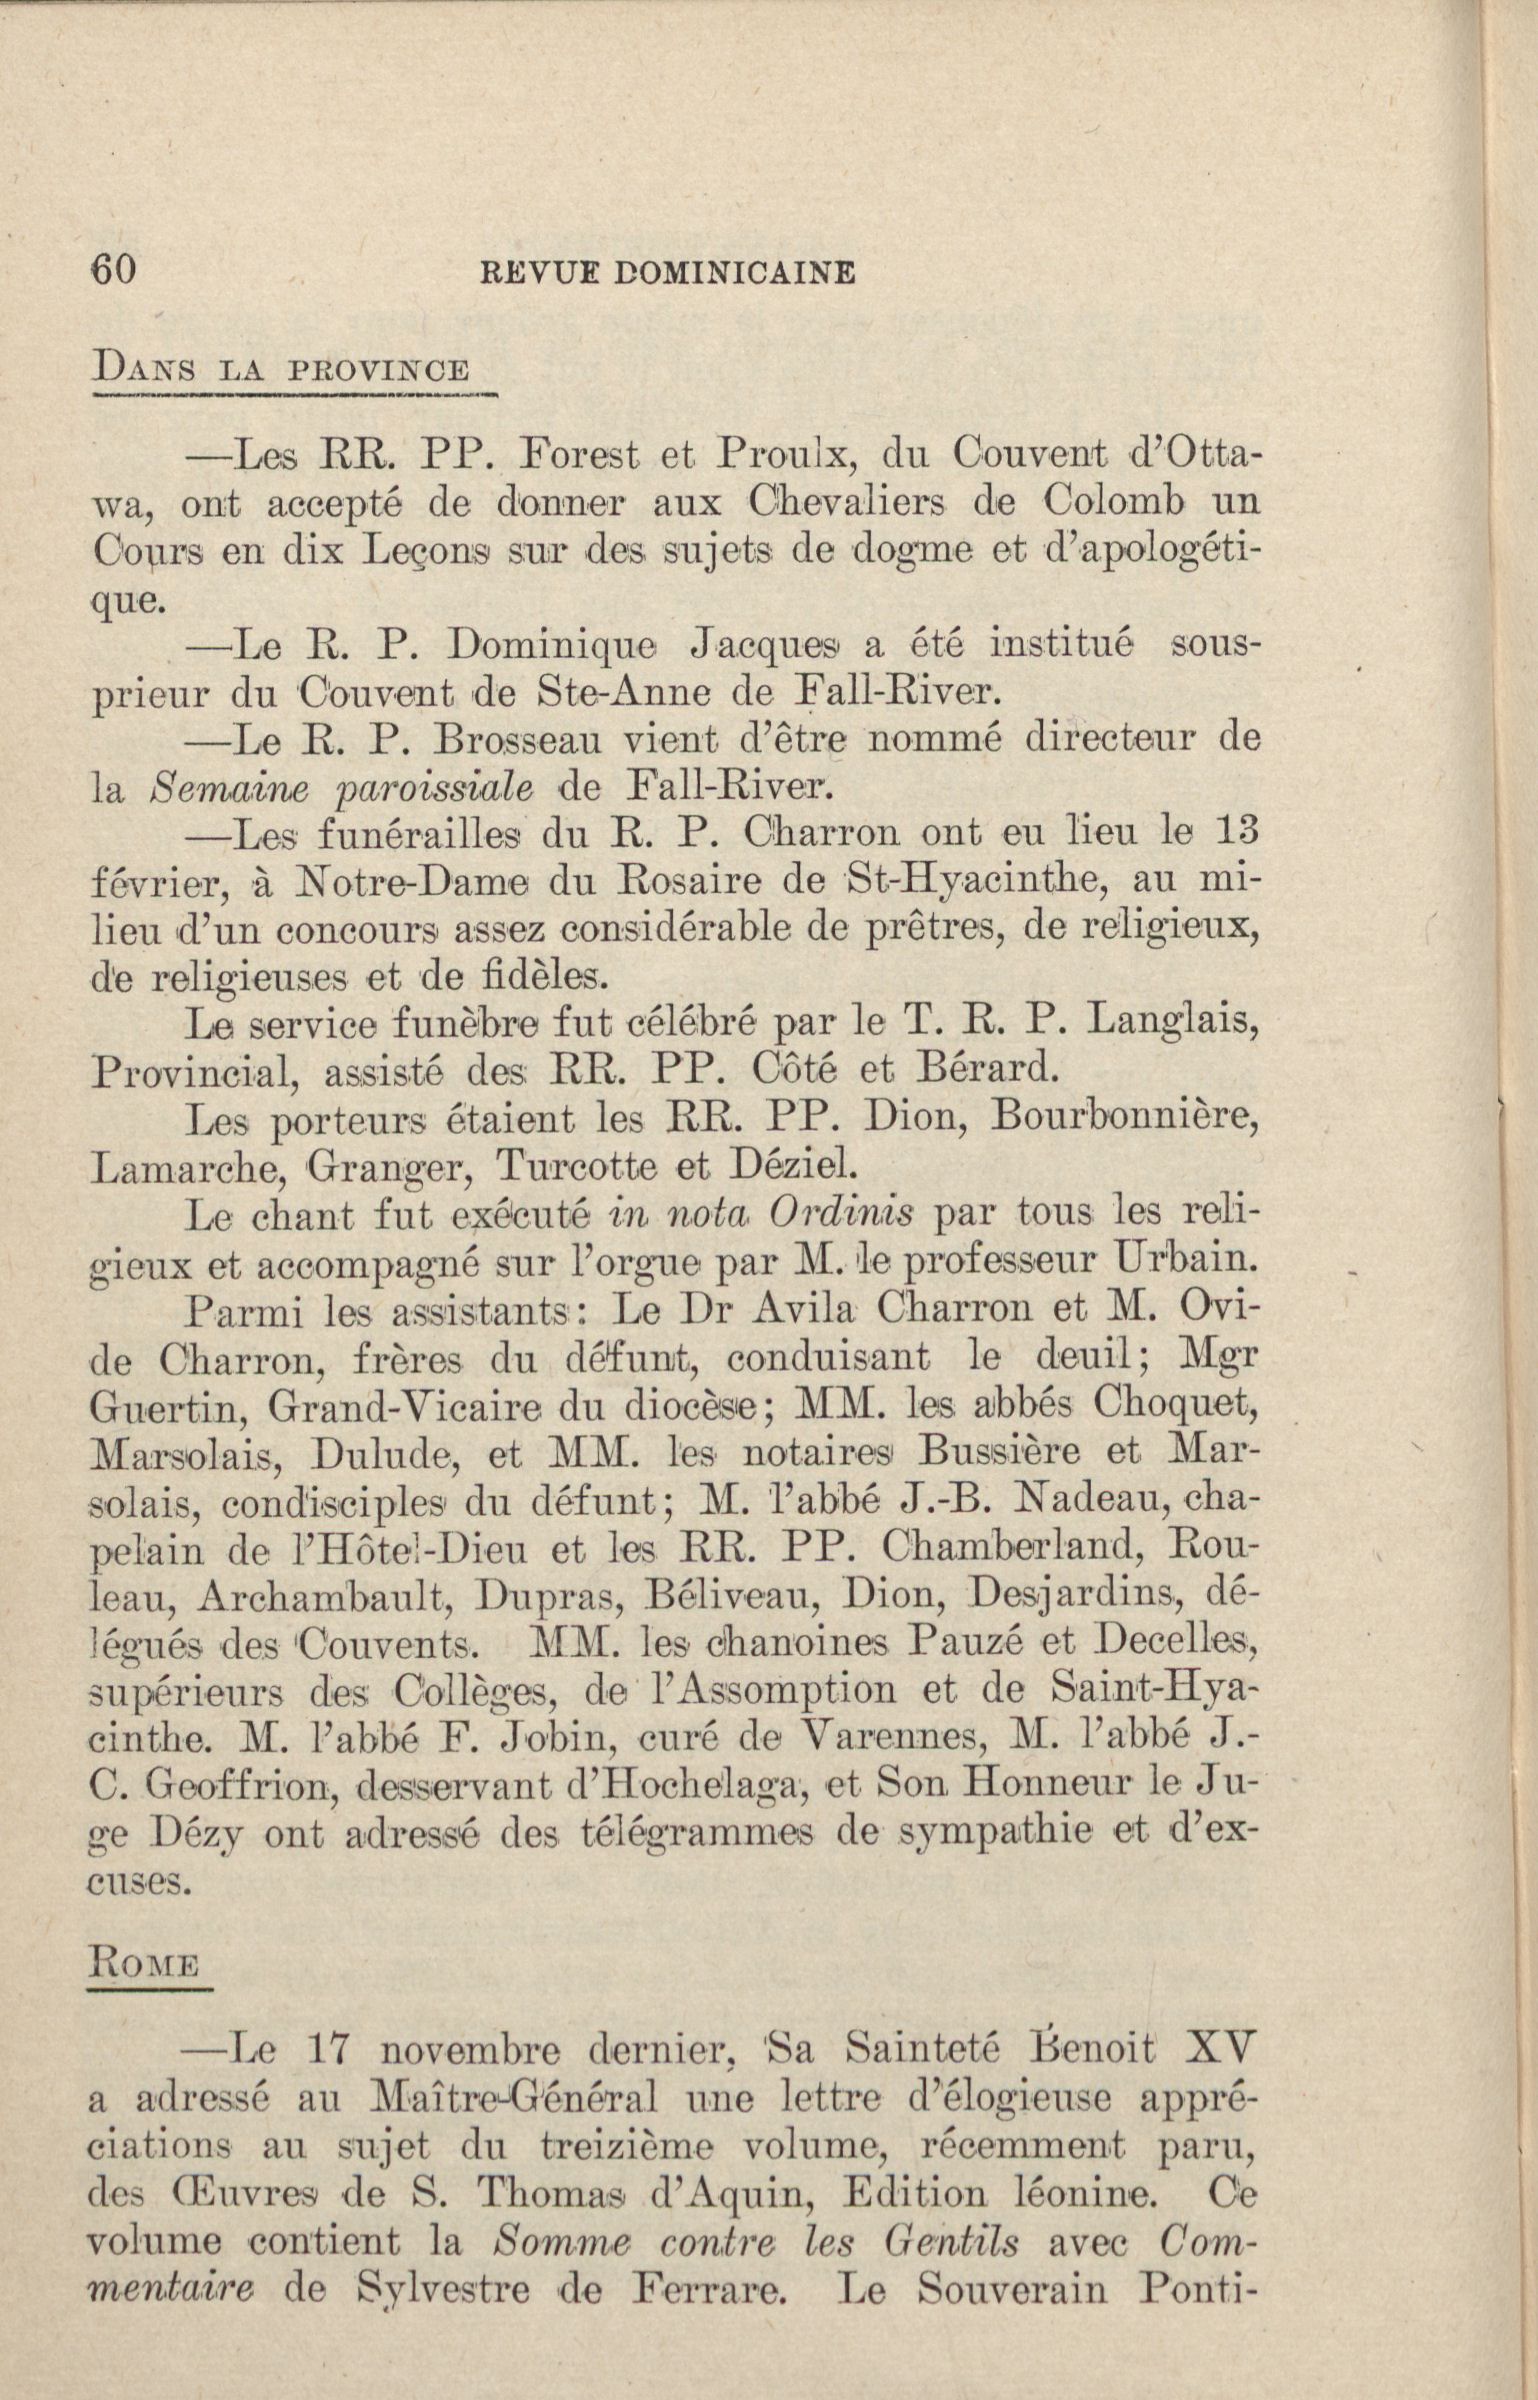 60
REVUE DOMINICAINE
DANS LA PROVINCE
—Les RR. PP. Forest et Proulx, du Couvent d'Otta-
wa, ont accepté de donner aux Chevaliers de Colomb un
Cours en dix Leçons sur des sujets de dogme et d'apologéti-
que.
—Le R. P. Dominique Jacques a été institué sous-
prieur du Couvent de Ste-Anne de Fall-River.
—Le R. P. Brosseau vient d'être nommé directeur de
la Semaine paroissiale de Fall-River.
—Les funérailles du R. P. Charron ont eu lieu le 13
février, à Notre-Dame du Rosaire de St-Hyacinthe, au mi-
lieu d'un concours assez considérable de prêtres, de religieux,
de religieuses et de fidèles.
Le service funèbre fut célébré par le T. R. P. Langlais,
Provincial, assisté des RR. PP. Côté et Bérard.
Les porteurs étaient les RR. PP. Dion, Bourbonnière,
Lamarche, Granger, Turcotte et Déziel.
Le chant fut exécuté in nota Ordinis par tous les reli-
gieux et accompagné sur l'orgue par M. le professeur Urbain.
Parmi les assistants: Le Dr Avila Charron et M. Ovi-
de Charron, frères du défunt, conduisant le deuil; Mgr
Guertin, Grand-Vicaire du diocèse; MM. les abbés Choquet,
Marsolais, Dulude, et MM. les notaires Bussière et Mar-
solais, condisciples du défunt; M. l'abbé J.-B. Nadeau, cha-
pelain de l'Hôtel-Dieu et les RR. PP. Chamberland, Rou-
leau, Archambault, Dupras, Béliveau, Dion, Desjardins, dé-
légués des Couvents. MM. les chanoines Pauzé et Decelles,
supérieurs des Collèges, de l'Assomption et de Saint-Hya-
cinthe. M. l'abbé F. Jobin, curé de Varennes, M. l'abbé J.-
C. Geoffrion, desservant d'Hochelaga, et Son Honneur le Ju-
ge Dézy ont adressé des télégrammes de sympathie et d'ex-
cuses.
ROME
—Le 17 novembre dernier, Sa Sainteté Benoit XV
a adressé au Maître-Général une lettre d'élogieuse appré-
ciations au sujet du treizième volume, récemment paru,
des Œuvres de S. Thomas d'Aquin, Edition léonine. Ce
volume contient la Somme contre les Gentils avec Com-
mentaire de Sylvestre de Ferrare. Le Souverain Ponti-